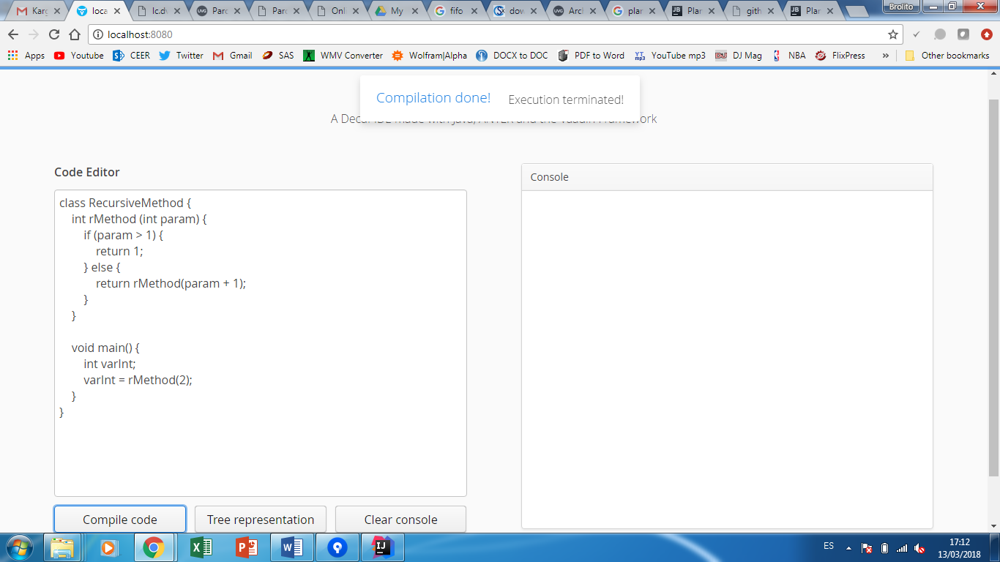 Karg
loca
lc.dv
Parc
Parc
Onl
My
fifo
dow
Arcl
plar
Plar
gith
Plar
Brolito
localhost:8080
Apps Youtube CEER Twitter Gmail SAS WMV Converter Wolfram|Alpha DOCX to DOC PDF to Word YouTube mp3 DJ Mag NBA FlixPress » Other bookmarks
Compilation done! Execution terminated!
Code Editor
class RecursiveMethod {
int rMethod (int param) {
if (param > 1) {
return 1;
} else {
return rMethod(param + 1);
}
}
void main() {
int varInt;
varInt = rMethod(2);
}
}
Console
Compile code Tree representation Clear console
ES
17:12
13/03/2018